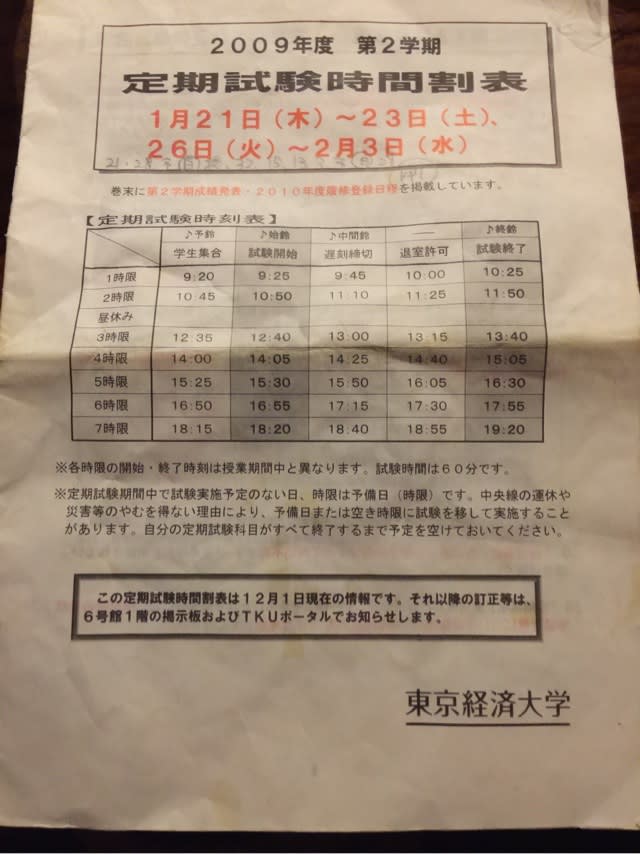 2009年度 第2学期
定期試験時間割表
1月21日（木）～23日（土）、
26日（火）～2月3日（水）
巻末に第2学期成績発表・2010年度履修登録日程を掲載しています。
【定期試験時刻表】
♪予鈴 ♪始鈴 ♪中間鈴 ― ♪終鈴
学生集合 試験開始 遅刻締切 退室許可 試験終了
1時限 9:20 9:25 9:45 10:00 10:25
2時限 10:45 10:50 11:10 11:25 11:50
昼休み
3時限 12:35 12:40 13:00 13:15 13:40
4時限 14:00 14:05 14:25 14:40 15:05
5時限 15:25 15:30 15:50 16:05 16:30
6時限 16:50 16:55 17:15 17:30 17:55
7時限 18:15 18:20 18:40 18:55 19:20
※各時限の開始・終了時刻は授業期間中と異なります。試験時間は60分です。
※定期試験期間中で試験実施予定のない日、時限は予備日（時限）です。中央線の運休や
災害等のやむを得ない理由により、予備日または空き時限に試験を移して実施すること
があります。自分の定期試験科目がすべて終了するまで予定を空けておいてください。
この定期試験時間割表は12月1日現在の情報です。それ以降の訂正等は、
6号館1階の掲示板およびTKUポータルでお知らせします。
東京経済大学